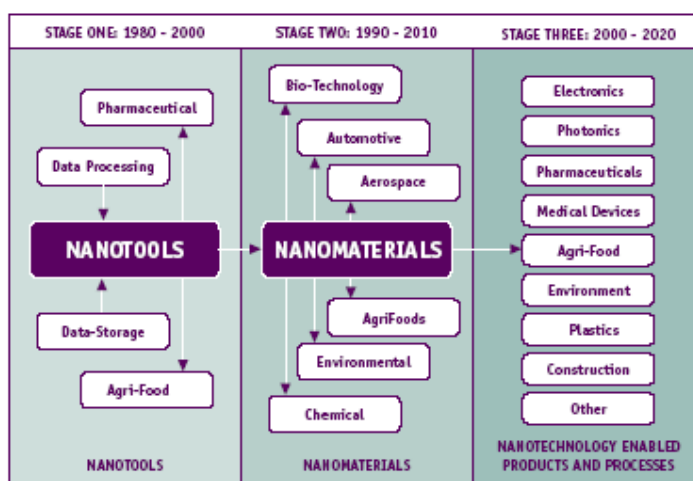 STAGE ONE: 1980 - 2000
STAGE TWO: 1990 - 2010
STAGE THREE: 2000 - 2020
Pharmaceutical
Data Processing
NANOTOOLS
Data-Storage
Agri-Food
NANOTOOLS
Bio-Technology
Automotive
Aerospace
NANOMATERIALS
AgriFoods
Environmental
Chemical
NANOMATERIALS
Electronics
Photonics
Pharmaceuticals
Medical Devices
Agri-Food
Environment
Plastics
Construction
Other
NANOTECHNOLOGY ENABLED
PRODUCTS AND PROCESSES